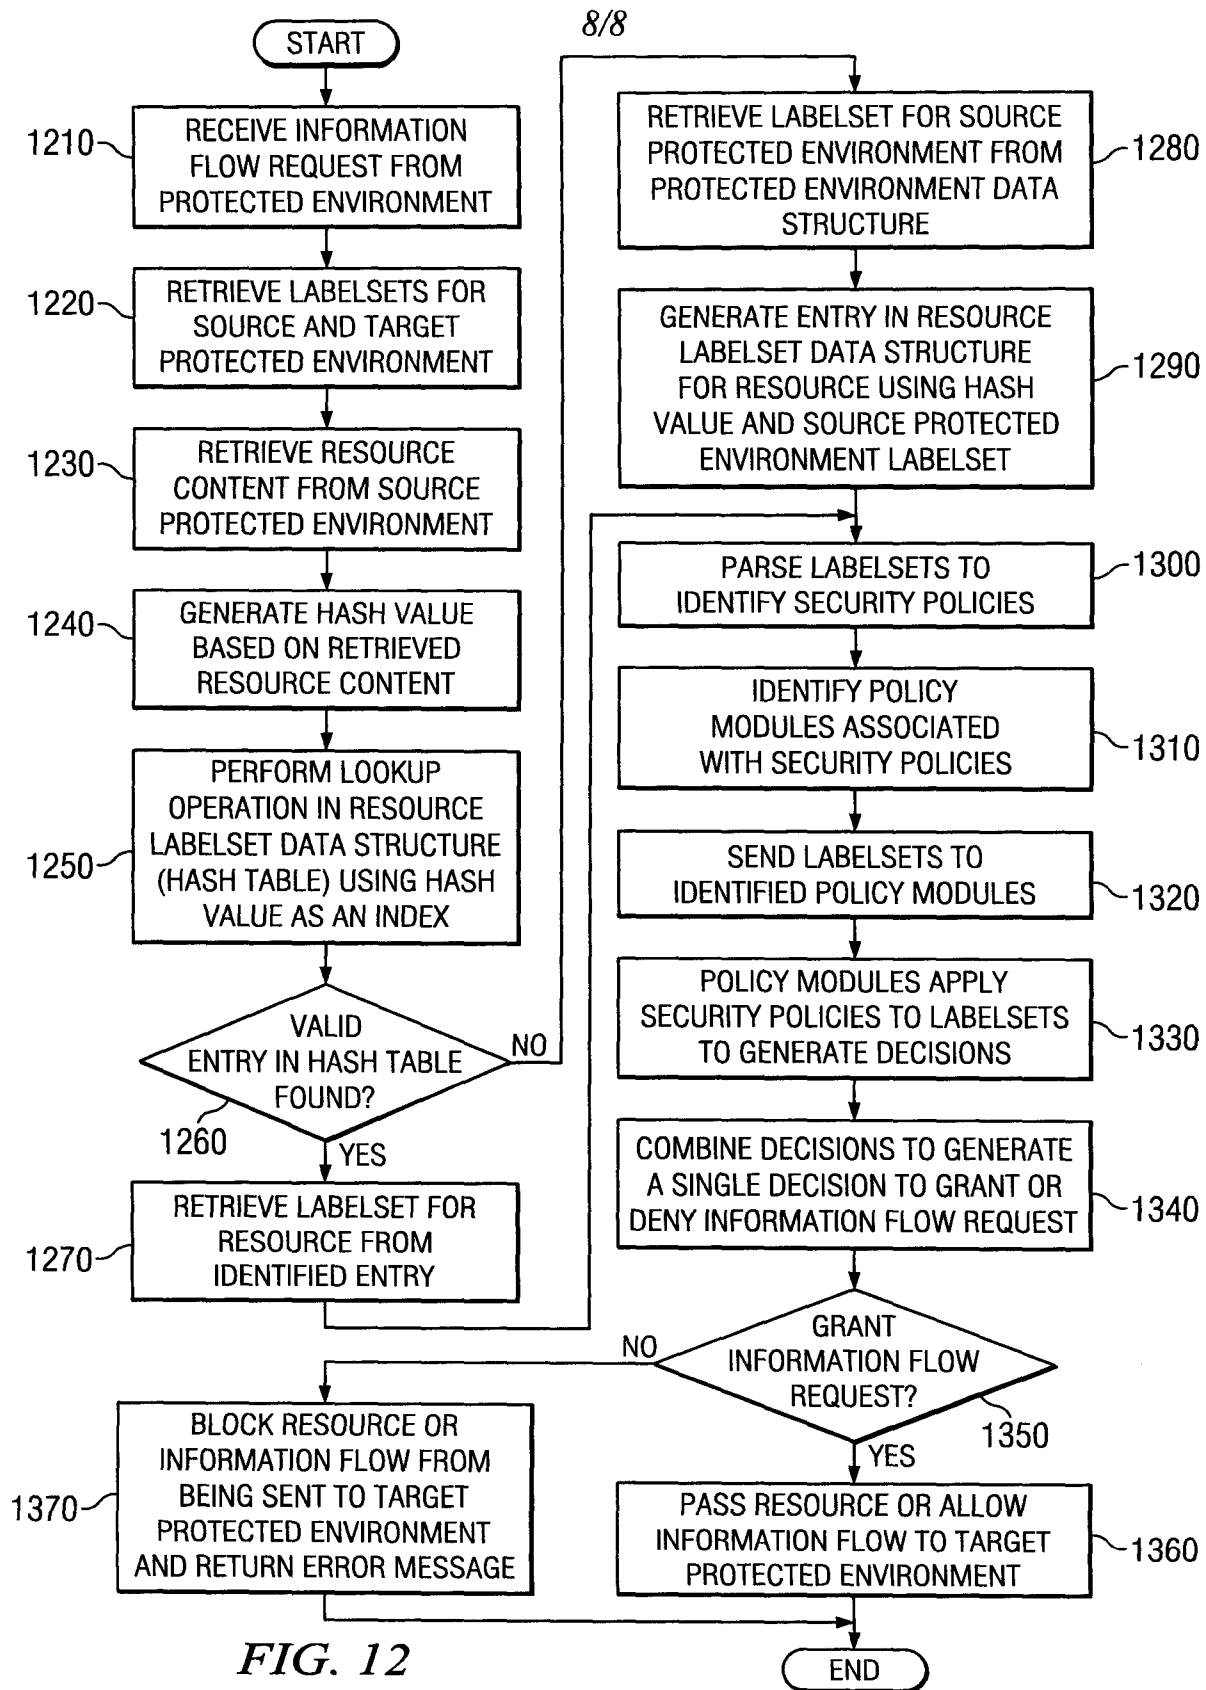 8/8
START
1210
RECEIVE INFORMATION
FLOW REQUEST FROM
PROTECTED ENVIRONMENT
1220
RETRIEVE LABELSETS FOR
SOURCE AND TARGET
PROTECTED ENVIRONMENT
1230
RETRIEVE RESOURCE
CONTENT FROM SOURCE
PROTECTED ENVIRONMENT
1240
GENERATE HASH VALUE
BASED ON RETRIEVED
RESOURCE CONTENT
1250
PERFORM LOOKUP
OPERATION IN RESOURCE
LABELSET DATA STRUCTURE
(HASH TABLE) USING HASH
VALUE AS AN INDEX
VALID
ENTRY IN HASH TABLE
FOUND?
NO
1260
YES
1270
RETRIEVE LABELSET FOR
RESOURCE FROM
IDENTIFIED ENTRY
RETRIEVE LABELSET FOR SOURCE
PROTECTED ENVIRONMENT FROM
PROTECTED ENVIRONMENT DATA
STRUCTURE
1280
GENERATE ENTRY IN RESOURCE
LABELSET DATA STRUCTURE
FOR RESOURCE USING HASH
VALUE AND SOURCE PROTECTED
ENVIRONMENT LABELSET
1290
PARSE LABELSETS TO
IDENTIFY SECURITY POLICIES
1300
IDENTIFY POLICY
MODULES ASSOCIATED
WITH SECURITY POLICIES
1310
SEND LABELSETS TO
IDENTIFIED POLICY MODULES
1320
POLICY MODULES APPLY
SECURITY POLICIES TO LABELSETS
TO GENERATE DECISIONS
1330
COMBINE DECISIONS TO GENERATE
A SINGLE DECISION TO GRANT OR
DENY INFORMATION FLOW REQUEST
1340
GRANT
INFORMATION FLOW
REQUEST?
NO
1350
YES
1370
BLOCK RESOURCE OR
INFORMATION FLOW FROM
BEING SENT TO TARGET
PROTECTED ENVIRONMENT
AND RETURN ERROR MESSAGE
PASS RESOURCE OR ALLOW
INFORMATION FLOW TO TARGET
PROTECTED ENVIRONMENT
1360
END
FIG. 12